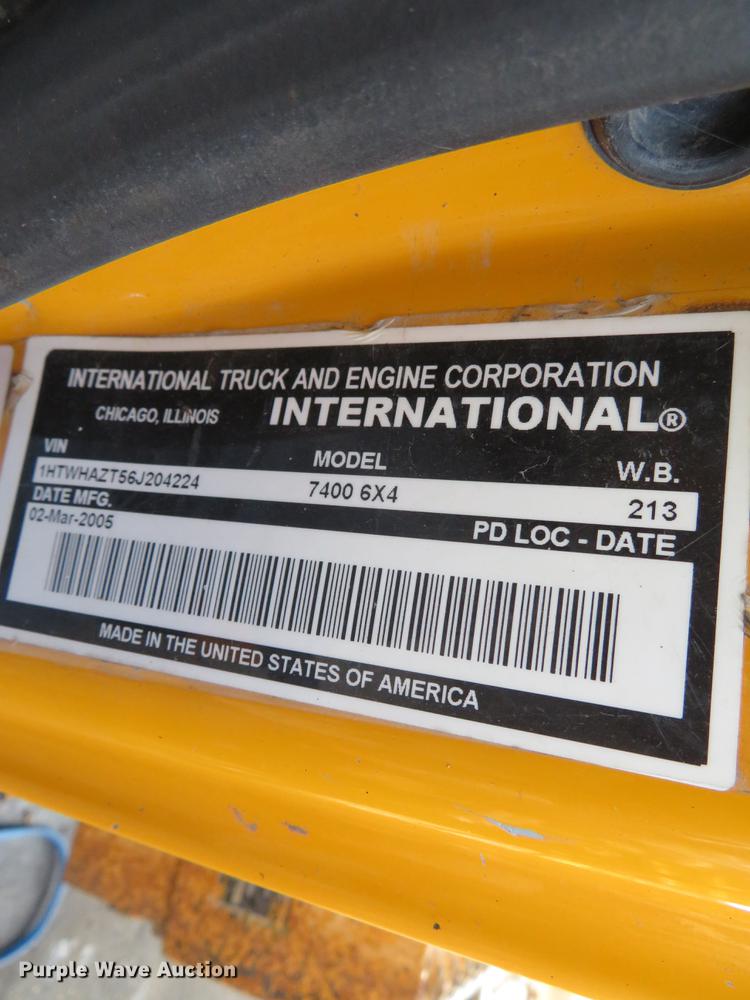 INTERNATIONAL TRUCK AND ENGINE CORPORATION
CHICAGO, ILLINOIS INTERNATIONAL®
VIN MODEL W.B.
1HTWHAZT56J204224 7400 6X4 213
DATE MFG. PD LOC - DATE
02-Mar-2005
MADE IN THE UNITED STATES OF AMERICA
Purple Wave Auction